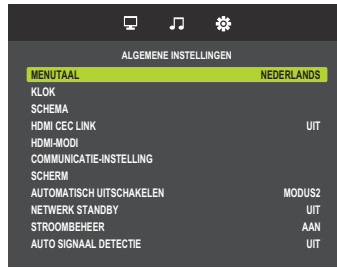 ALGEMENE INSTELLINGEN
MENUTAAL NEDERLANDS
KLOK
SCHEMA
HDMI CEC LINK UIT
HDMI-MODI
COMMUNICATIE-INSTELLING
SCHERM
AUTOMATISCH UITSCHAKELEN MODUS2
NETWERK STANDBY UIT
STROOMBEHEER AAN
AUTO SIGNAAL DETECTIE UIT